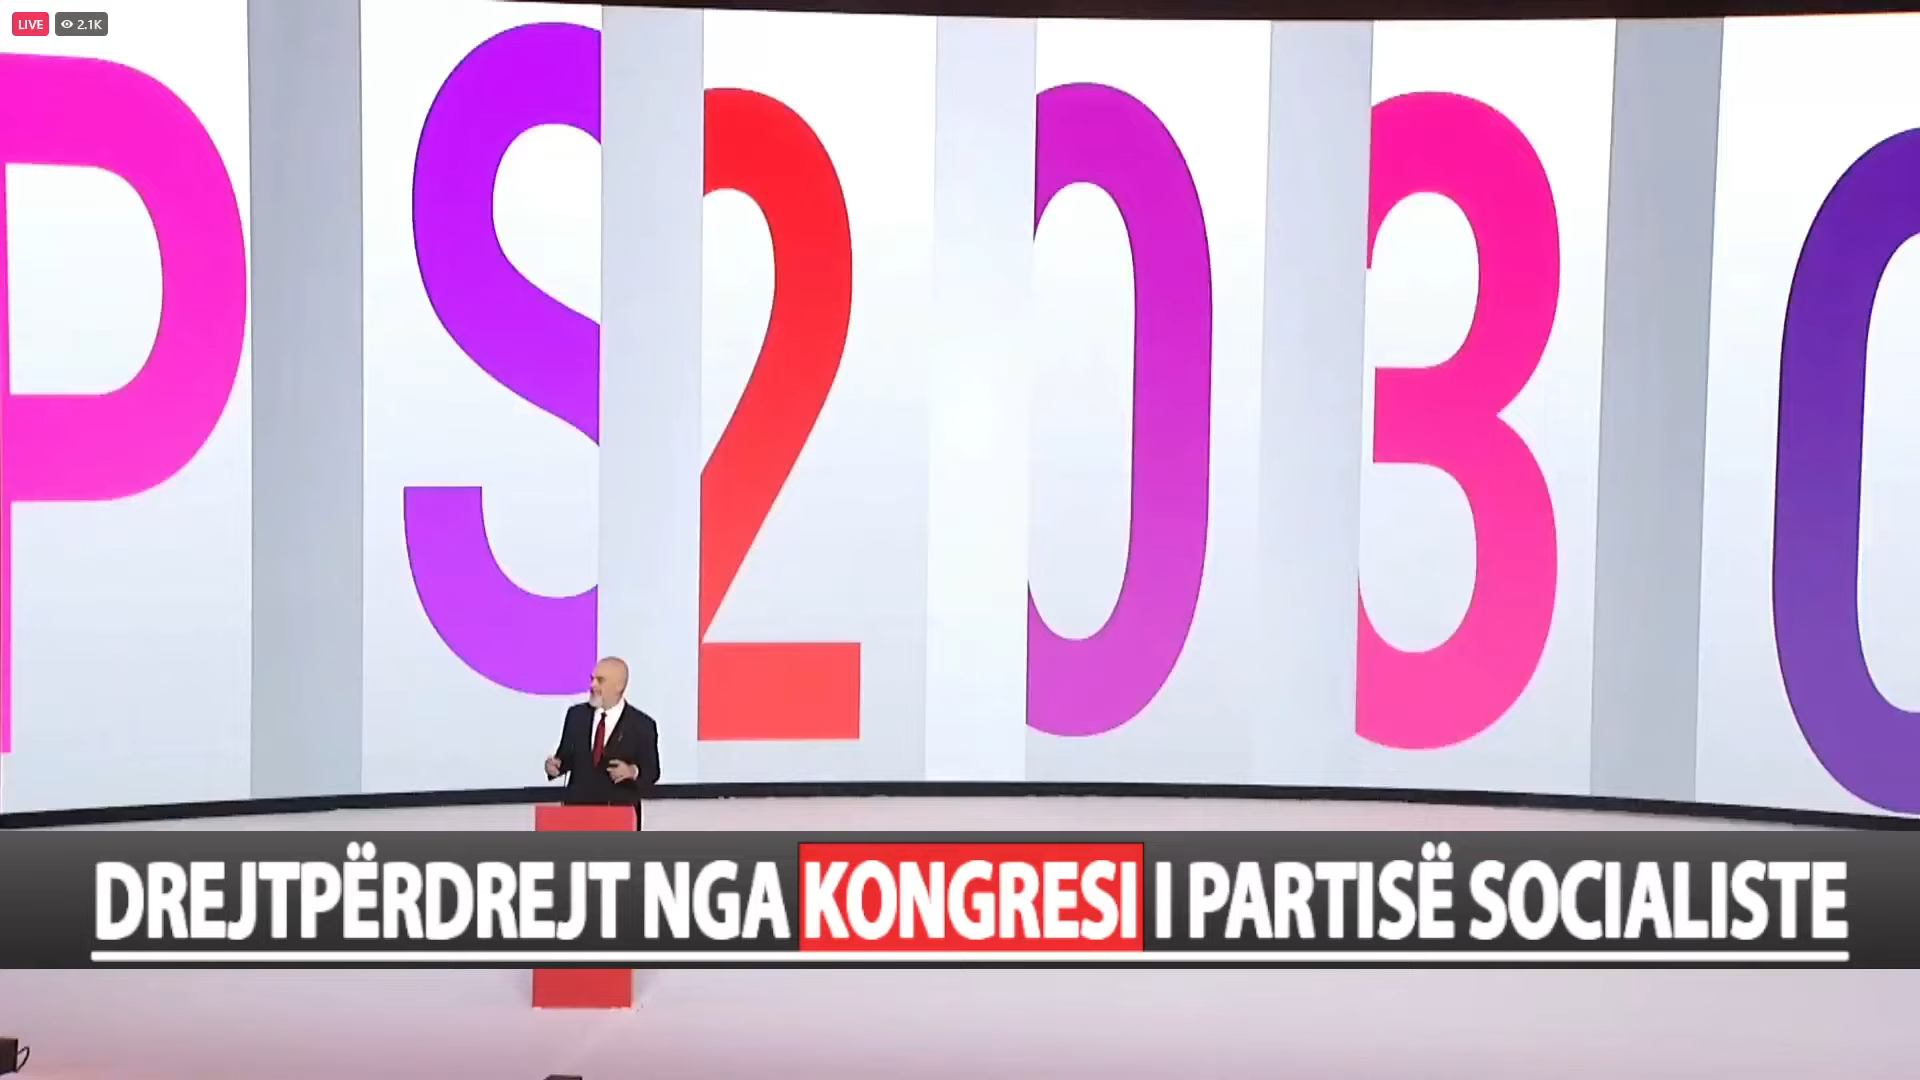 LIVE 2.1K
PS2030
DREJTPËRDREJT NGA KONGRESI I PARTISË SOCIALISTE